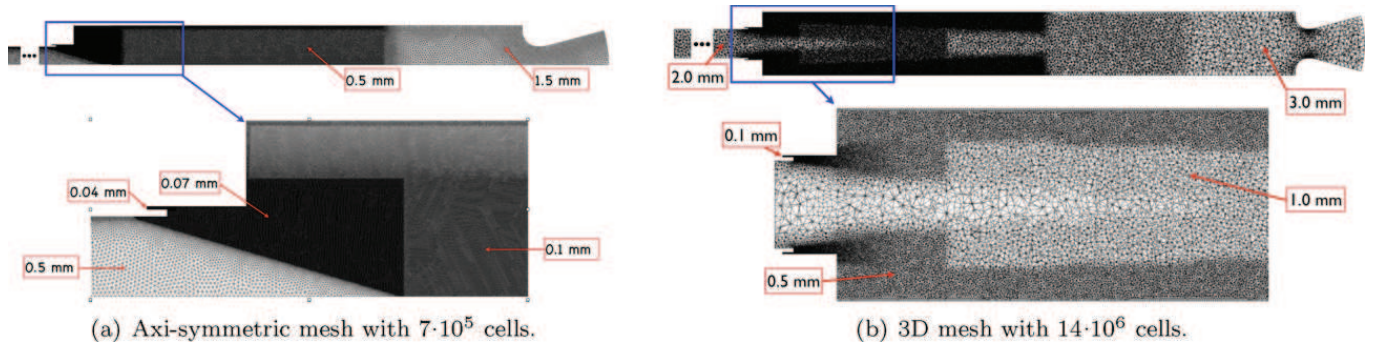 0.5 mm
1.5 mm
0.04 mm
0.07 mm
0.5 mm
0.1 mm
(a) Axi-symmetric mesh with 7·10⁵ cells.
2.0 mm
3.0 mm
0.1 mm
1.0 mm
0.5 mm
(b) 3D mesh with 14·10⁶ cells.